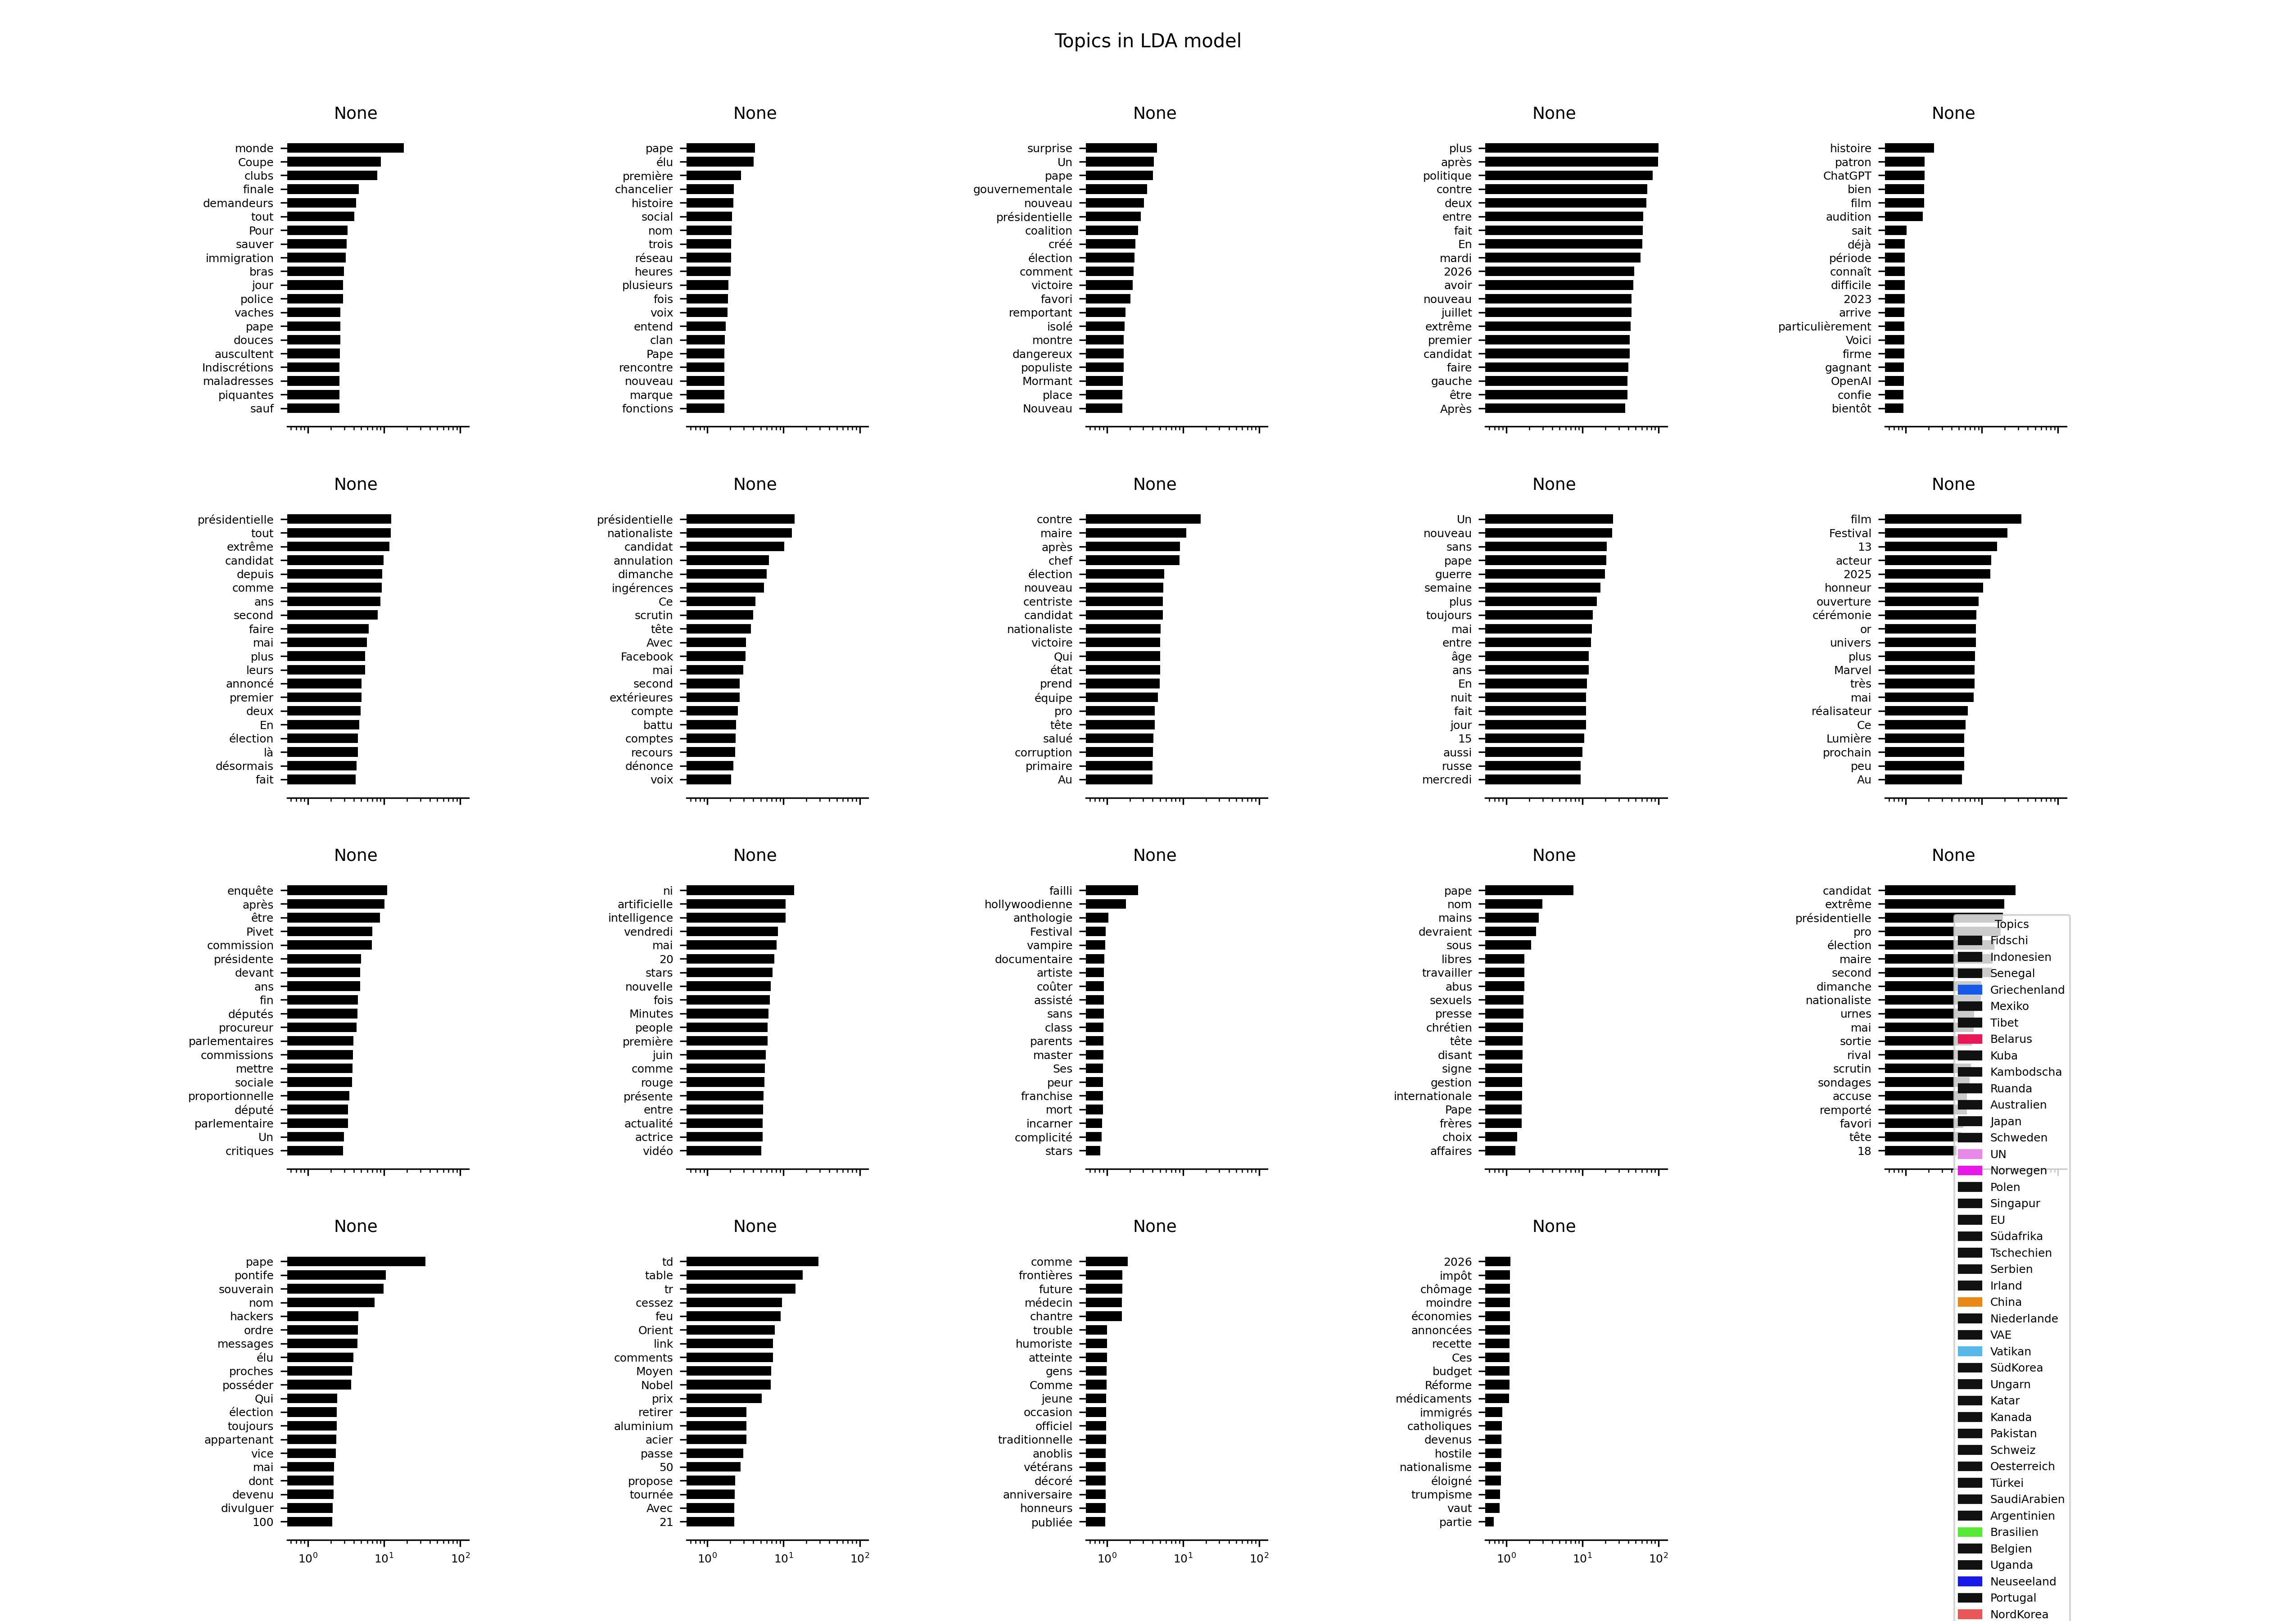 Topics in LDA model
None
monde
Coupe
clubs
finale
demandeurs
tout
Pour
sauver
immigration
bras
jour
police
vaches
pape
douces
auscultent
Indiscrétions
maladresses
piquantes
sauf
None
pape
élu
première
chancelier
histoire
social
nom
trois
réseau
heures
plusieurs
fois
voix
entend
clan
Pape
rencontre
nouveau
marque
fonctions
None
surprise
Un
pape
gouvernementale
nouveau
présidentielle
coalition
créé
élection
comment
victoire
favori
remportant
isolé
montre
dangereux
populiste
Mormant
place
Nouveau
None
plus
après
politique
contre
deux
entre
fait
En
mardi
2026
avoir
nouveau
juillet
extrême
premier
candidat
faire
gauche
être
Après
None
histoire
patron
ChatGPT
bien
film
audition
sait
déjà
période
connaît
difficile
2023
arrive
particulièrement
Voici
firme
gagnant
OpenAI
confie
bientôt
None
présidentielle
tout
extrême
candidat
depuis
comme
ans
second
faire
mai
plus
leurs
annoncé
premier
deux
En
élection
là
désormais
fait
None
présidentielle
nationaliste
candidat
annulation
dimanche
ingérences
Ce
scrutin
tête
Avec
Facebook
mai
second
extérieures
compte
battu
comptes
recours
dénonce
voix
None
contre
maire
après
chef
élection
nouveau
centriste
candidat
nationaliste
victoire
Qui
état
prend
équipe
pro
tête
salué
corruption
primaire
Au
None
Un
nouveau
sans
pape
guerre
semaine
plus
toujours
mai
entre
âge
ans
En
nuit
fait
jour
15
aussi
russe
mercredi
None
film
Festival
13
acteur
2025
honneur
ouverture
cérémonie
or
univers
plus
Marvel
très
mai
réalisateur
Ce
Lumière
prochain
peu
Au
None
enquête
après
être
Pivet
commission
présidente
devant
ans
fin
députés
procureur
parlementaires
commissions
mettre
sociale
proportionnelle
député
parlementaire
Un
critiques
None
ni
artificielle
intelligence
vendredi
mai
20
stars
nouvelle
fois
Minutes
people
première
juin
comme
rouge
présente
entre
actualité
actrice
vidéo
None
failli
hollywoodienne
anthologie
Festival
vampire
documentaire
artiste
coûter
assisté
sans
class
parents
master
Ses
peur
franchise
mort
incarner
complicité
stars
None
pape
nom
mains
devraient
sous
libres
travailler
abus
sexuels
presse
chrétien
tête
disant
signe
gestion
internationale
Pape
frères
choix
affaires
None
candidat
extrême
présidentielle
pro
élection
maire
second
dimanche
nationaliste
urnes
mai
sortie
rival
scrutin
sondages
accuse
remporté
favori
tête
18
None
pape
pontife
souverain
nom
hackers
ordre
messages
élu
proches
posséder
Qui
élection
toujours
appartenant
vice
mai
dont
devenu
divulguer
100
10⁰ 10¹ 10²
None
td
table
tr
cessez
feu
Orient
link
comments
Moyen
Nobel
prix
retirer
aluminium
acier
passe
50
propose
tournée
Avec
21
10⁰ 10¹ 10²
None
comme
frontières
future
médecin
chantre
trouble
humoriste
atteinte
gens
Comme
jeune
occasion
officiel
traditionnelle
anoblis
vétérans
décoré
anniversaire
honneurs
publiée
10⁰ 10¹ 10²
None
2026
impôt
chômage
moindre
économies
annoncées
recette
Ces
budget
Réforme
médicaments
immigrés
catholiques
devenus
hostile
nationalisme
éloigné
trumpisme
vaut
partie
10⁰ 10¹ 10²
Topics
Fidschi
Indonesien
Senegal
Griechenland
Mexiko
Tibet
Belarus
Kuba
Kambodscha
Ruanda
Australien
Japan
Schweden
UN
Norwegen
Polen
Singapur
EU
Südafrika
Tschechien
Serbien
Irland
China
Niederlande
VAE
Vatikan
SüdKorea
Ungarn
Katar
Kanada
Pakistan
Schweiz
Oesterreich
Türkei
SaudiArabien
Argentinien
Brasilien
Belgien
Uganda
Neuseeland
Portugal
NordKorea